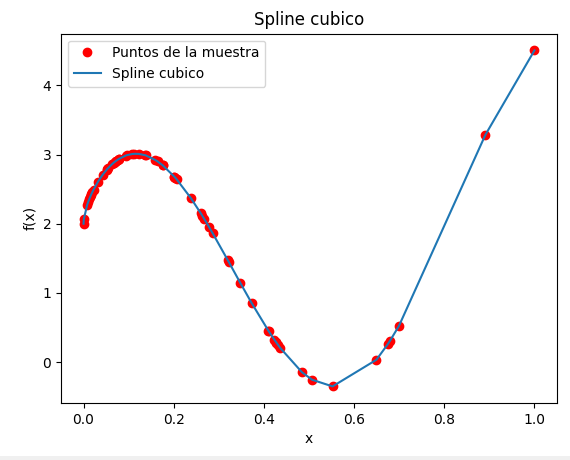 Spline cubico
Puntos de la muestra
Spline cubico
4
3
2
1
0
f(x)
0.0 0.2 0.4 0.6 0.8 1.0
x